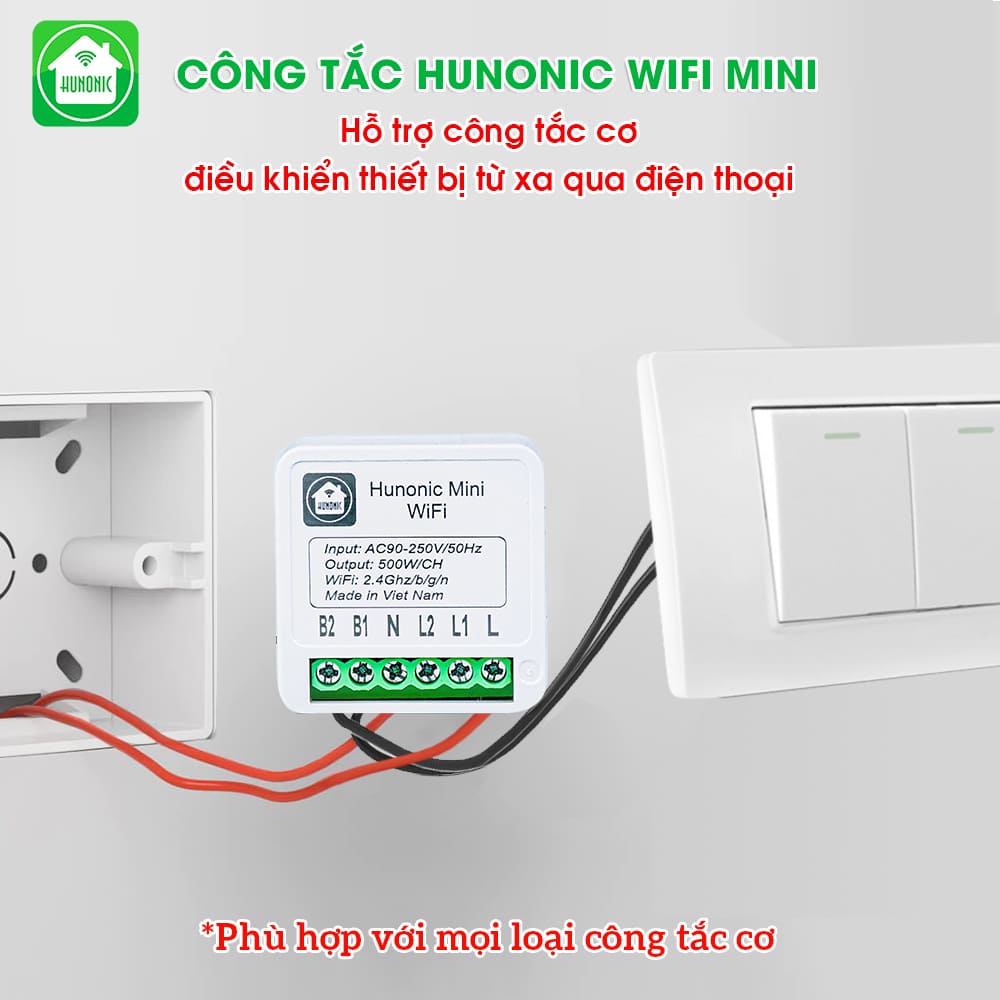 HUNONIC
CÔNG TẮC HUNONIC WIFI MINI
Hỗ trợ công tắc cơ
điều khiển thiết bị từ xa qua điện thoại
HUNONIC
Hunonic Mini
WiFi
Input: AC90-250V/50Hz
Output: 500W/CH
WiFi: 2.4Ghz/b/g/n
Made in Viet Nam
B2 B1 N L2 L1 L
*Phù hợp với mọi loại công tắc cơ